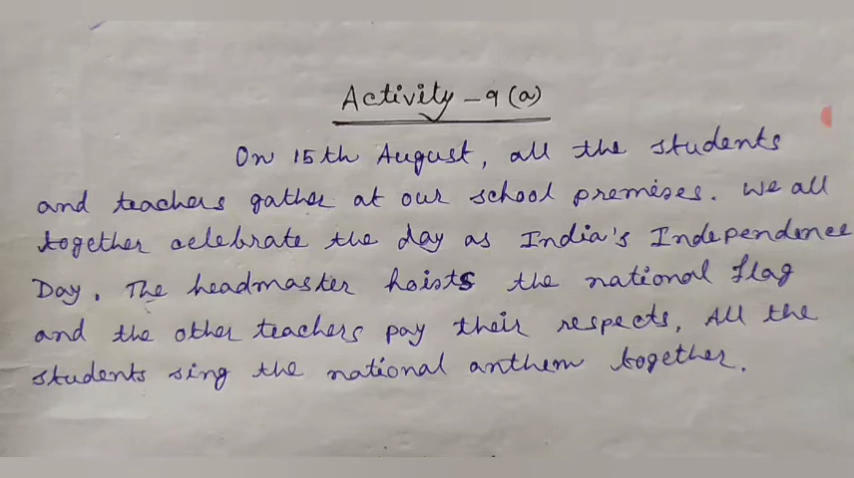 Activity - 9 (a)
On 15th August, all the students
and teachers gather at our school premises. We all
together celebrate the day as India's Independence
Day. The headmaster hoists the national flag
and the other teachers pay their respects. All the
students sing the national anthem together.